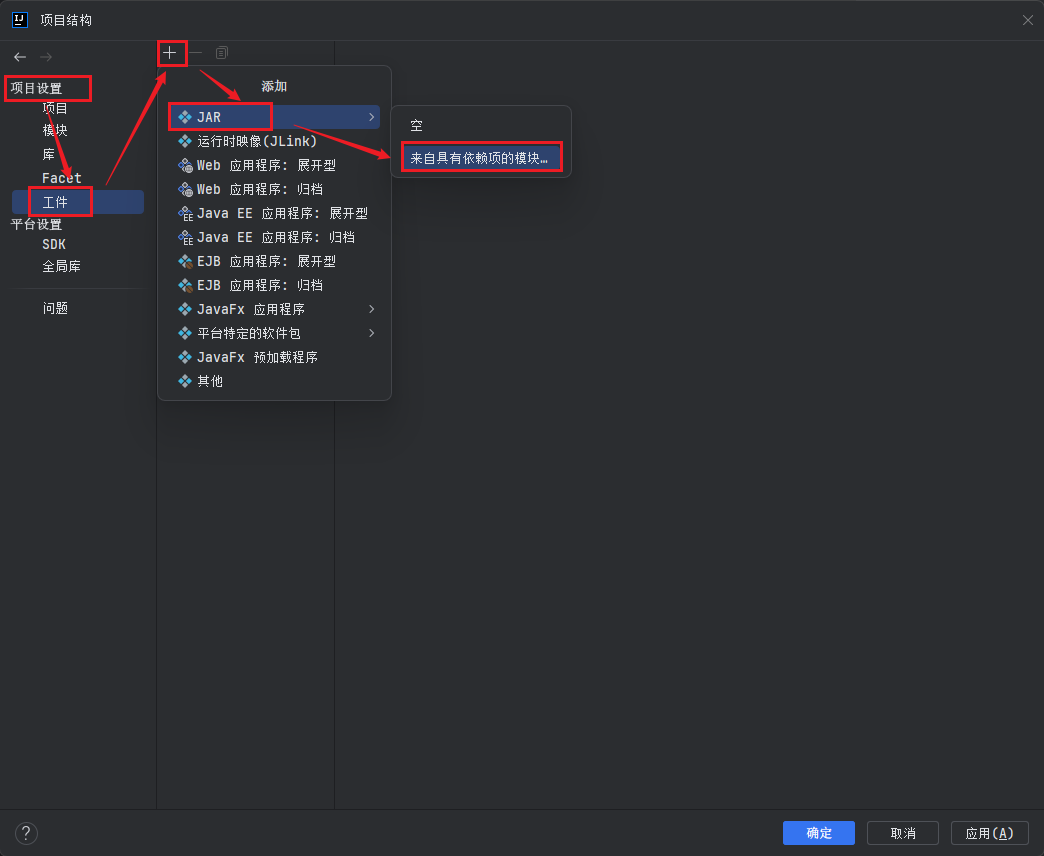 项目结构
项目设置
项目
模块
库
Facet
工件
平台设置
SDK
全局库
问题
添加
JAR
运行时映像(JLink)
Web 应用程序: 展开型
Web 应用程序: 归档
Java EE 应用程序: 展开型
Java EE 应用程序: 归档
EJB 应用程序: 展开型
EJB 应用程序: 归档
JavaFx 应用程序
平台特定的软件包
JavaFx 预加载程序
其他
空
来自具有依赖项的模块…
?
确定
取消
应用(A)